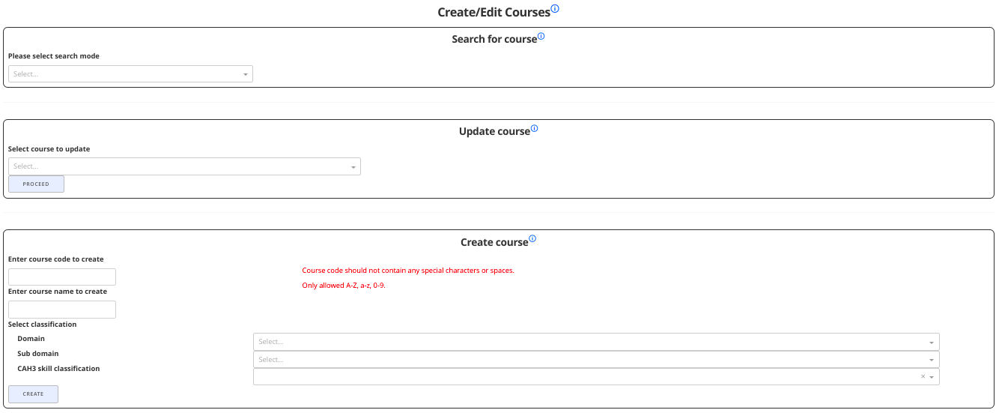 Create/Edit Courses
Search for course
Please select search mode
Select...
Update course
Select course to update
Select...
PROCEED
Create course
Enter course code to create
Course code should not contain any special characters or spaces.
Only allowed A-Z, a-z, 0-9.
Enter course name to create
Select classification
Domain
Select...
Sub domain
Select...
CAH3 skill classification
CREATE